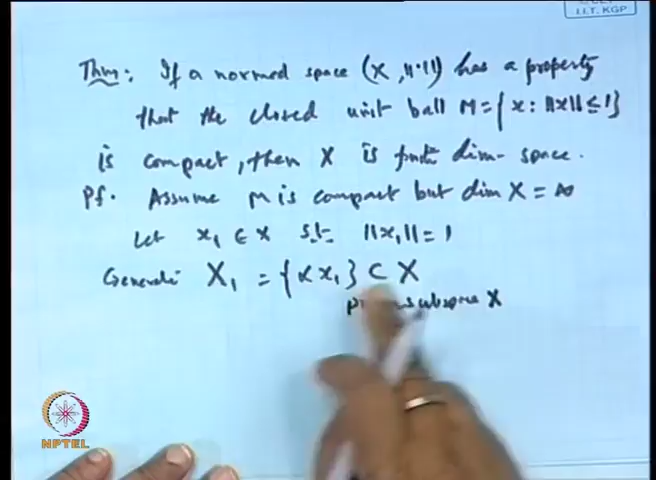 I.I.T. KGP
Thm: If a normed space (X, ||·||) has a property
that the closed unit ball M = {x : ||x|| ≤ 1}
is compact, then X is finite dim- space.
Pf. Assume M is compact but dim X = ∞
Let x₁ ∈ X s.t. ||x₁|| = 1
Generate X₁ = {αx₁} ⊂ X
subspace X
NPTEL